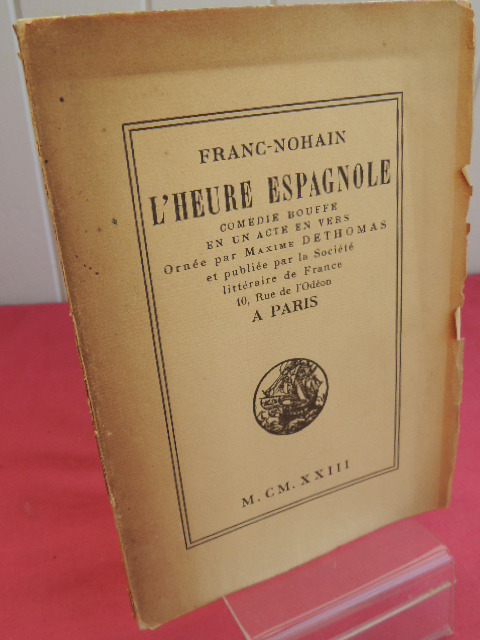 FRANC-NOHAIN
L'HEURE ESPAGNOLE
COMEDIE BOUFFE
EN UN ACTE EN VERS
Ornée par MAXIME DETHOMAS
et publiée par la Société
littéraire de France
10, Rue de l'Odéon
A PARIS
M.CM.XXIII